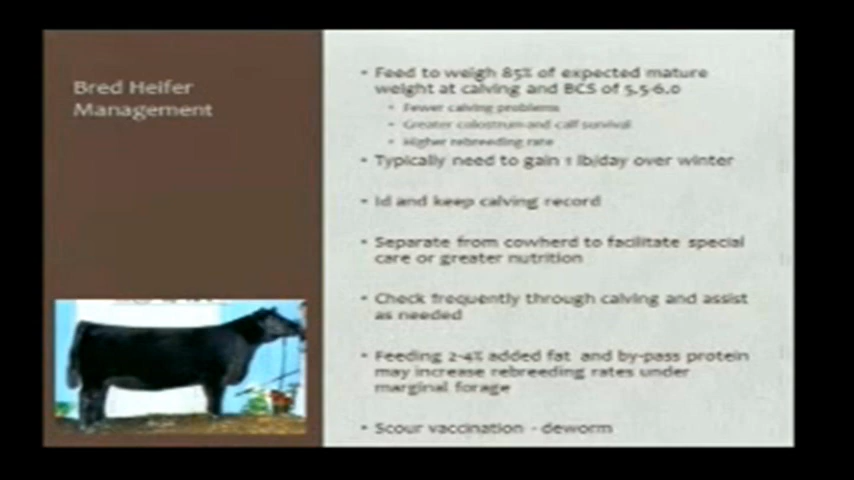 Bred Heifer
Management
• Feed to weigh 85% of expected mature
weight at calving and BCS of 5.5-6.0
• Fewer calving problems
• Greater colostrum and calf survival
• Higher rebreeding rate
• Typically need to gain 1 lb/day over winter
• Id and keep calving record
• Separate from cowherd to facilitate special
care or greater nutrition
• Check frequently through calving and assist
as needed
• Feeding 2-4% added fat and by-pass protein
may increase rebreeding rates under
marginal forage
• Scour vaccination - deworm